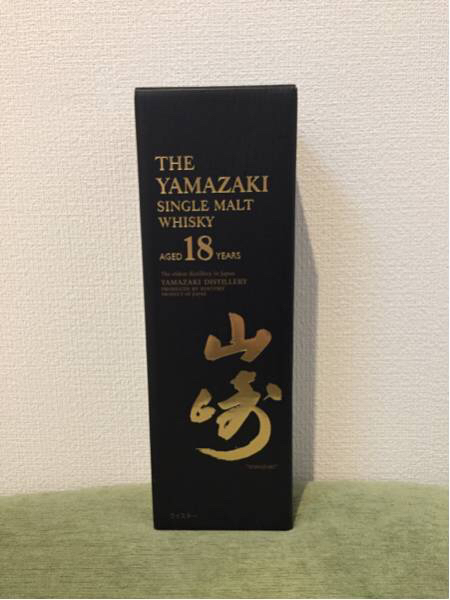 THE
YAMAZAKI
SINGLE MALT
WHISKY
AGED 18 YEARS
The oldest distillery in Japan
YAMAZAKI DISTILLERY
PRODUCED BY SUNTORY
PRODUCT OF JAPAN
山崎
"YAMAZAKI"
ウイスキー